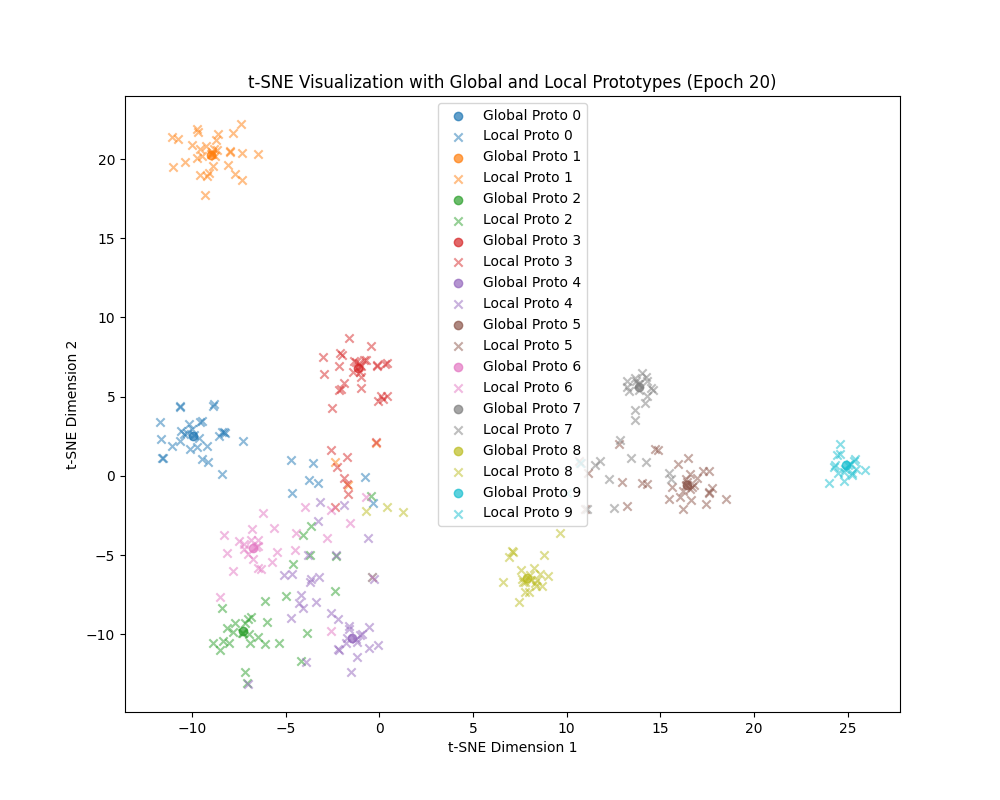 t-SNE Visualization with Global and Local Prototypes (Epoch 20)
Global Proto 0
Local Proto 0
Global Proto 1
Local Proto 1
Global Proto 2
Local Proto 2
Global Proto 3
Local Proto 3
Global Proto 4
Local Proto 4
Global Proto 5
Local Proto 5
Global Proto 6
Local Proto 6
Global Proto 7
Local Proto 7
Global Proto 8
Local Proto 8
Global Proto 9
Local Proto 9
t-SNE Dimension 2
20
15
10
5
0
−5
−10
−10
−5
0
5
10
15
20
25
t-SNE Dimension 1